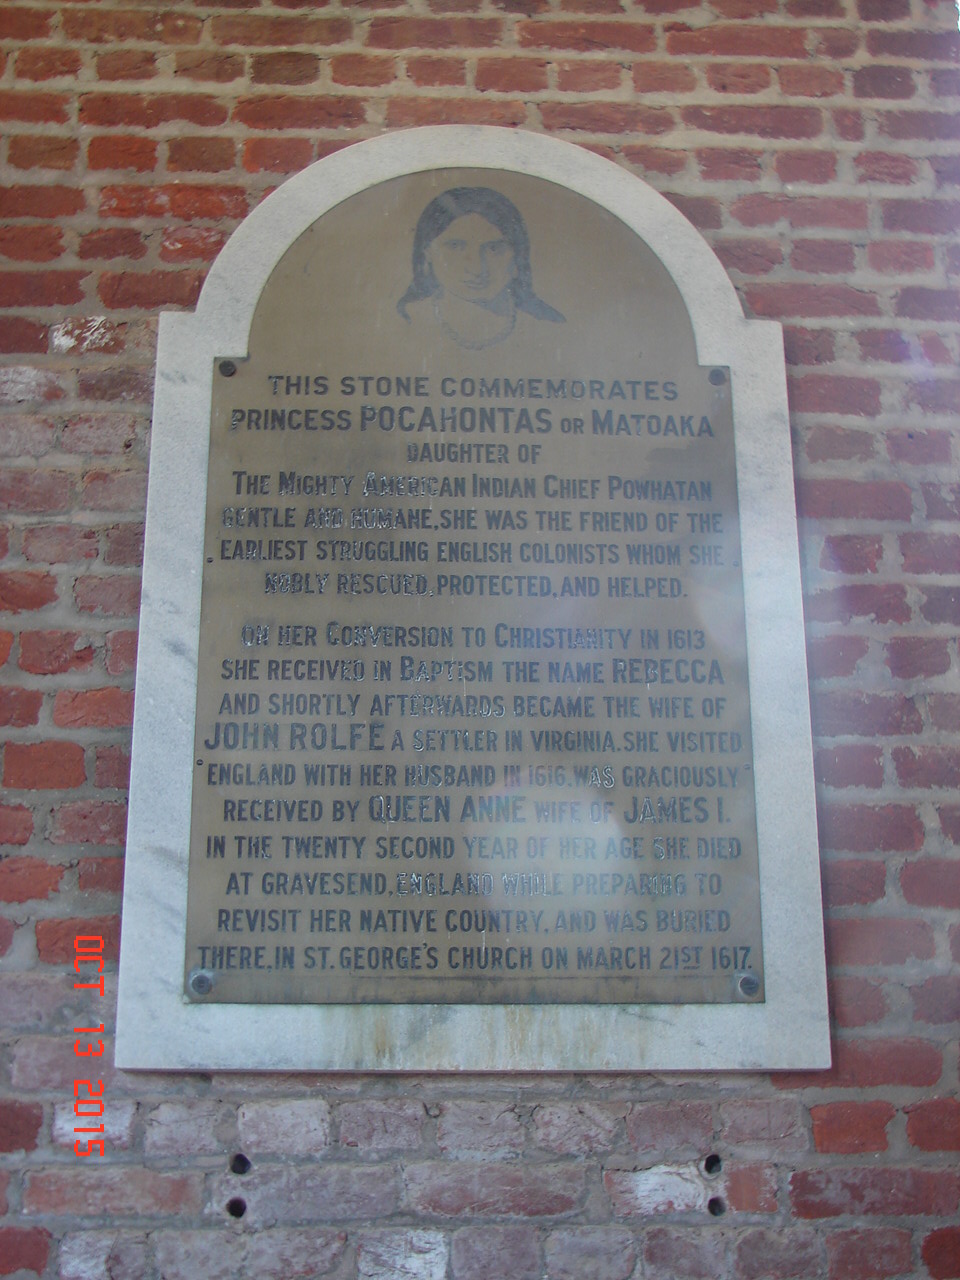 THIS STONE COMMEMORATES
PRINCESS POCAHONTAS OR MATOAKA
DAUGHTER OF
THE MIGHTY AMERICAN INDIAN CHIEF POWHATAN
GENTLE AND HUMANE, SHE WAS THE FRIEND OF THE
EARLIEST STRUGGLING ENGLISH COLONISTS WHOM SHE
NOBLY RESCUED, PROTECTED, AND HELPED.
ON HER CONVERSION TO CHRISTIANITY IN 1613
SHE RECEIVED IN BAPTISM THE NAME REBECCA
AND SHORTLY AFTERWARDS BECAME THE WIFE OF
JOHN ROLFE A SETTLER IN VIRGINIA. SHE VISITED
ENGLAND WITH HER HUSBAND IN 1616. WAS GRACIOUSLY
RECEIVED BY QUEEN ANNE WIFE OF JAMES I.
IN THE TWENTY SECOND YEAR OF HER AGE SHE DIED
AT GRAVESEND, ENGLAND WHILE PREPARING TO
REVISIT HER NATIVE COUNTRY, AND WAS BURIED
THERE. IN ST. GEORGE'S CHURCH ON MARCH 21ST 1617.
OCT 13 2015